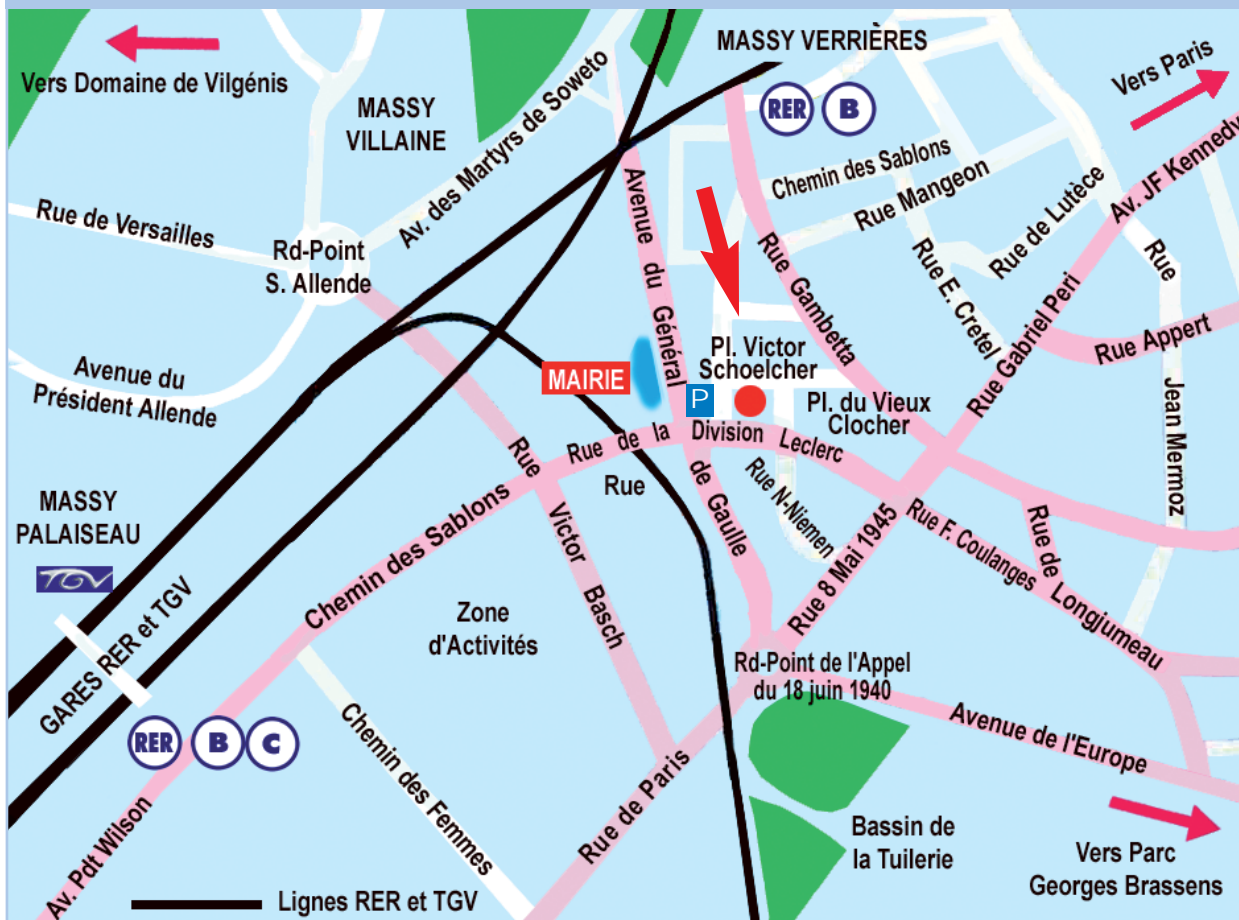 MASSY VERRIÈRES
Vers Domaine de Vilgénis
Vers Paris
MASSY
VILLAINE
RER B
Av. des Martyrs de Soweto
Chemin des Sablons
Av. JF Kennedy
Rue Mangeon
Rue de Lutèce
Rue de Versailles
Avenue du Général
de Gaulle
Rue
Jean Mermoz
Rd-Point
S. Allende
Rue Gambetta
Rue E. Cretel
Rue Gabriel Peri
Rue Appert
Pl. Victor
Schoelcher
Avenue du
Président Allende
MAIRIE
P
Pl. du Vieux
Clocher
Rue de la Division Leclerc
Rue
Rue N-Niemen
Rue Victor Basch
MASSY
PALAISEAU
TGV
Chemin des Sablons
Rue 8 Mai 1945
Rue F. Coulanges
Rue de
Longjumeau
GARES RER et TGV
Zone
d'Activités
Rd-Point de l'Appel
du 18 juin 1940
RER B C
Chemin des Femmes
Avenue de l'Europe
Rue de Paris
Av. Pdt Wilson
Bassin de
la Tuilerie
Vers Parc
Georges Brassens
Lignes RER et TGV